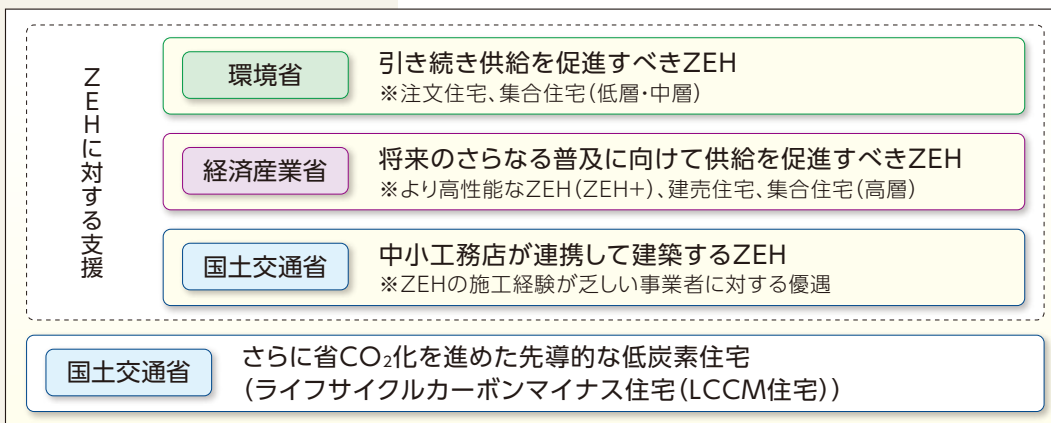 ZEHに対する支援
環境省
引き続き供給を促進すべきZEH
※注文住宅、集合住宅(低層・中層)
経済産業省
将来のさらなる普及に向けて供給を促進すべきZEH
※より高性能なZEH(ZEH+)、建売住宅、集合住宅(高層)
国土交通省
中小工務店が連携して建築するZEH
※ZEHの施工経験が乏しい事業者に対する優遇
国土交通省
さらに省CO₂化を進めた先導的な低炭素住宅
(ライフサイクルカーボンマイナス住宅(LCCM住宅))